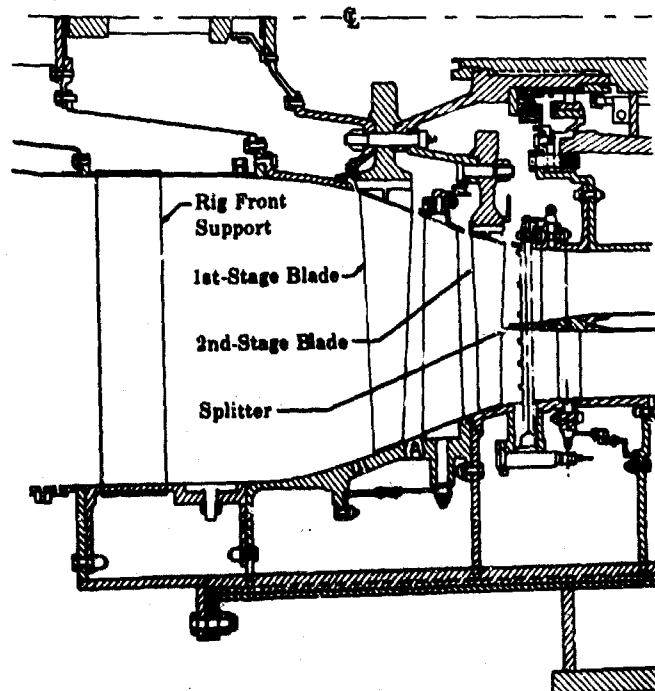 ℄
Rig Front
Support
1st-Stage Blade
2nd-Stage Blade
Splitter
A